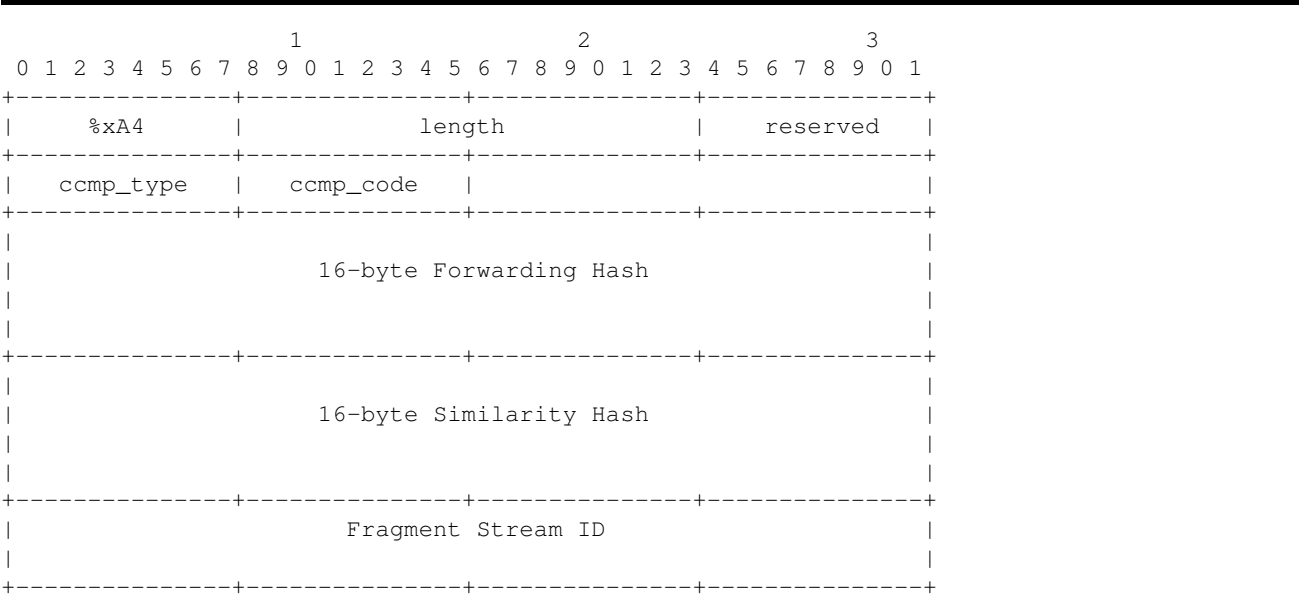 1                   2                   3
 0 1 2 3 4 5 6 7 8 9 0 1 2 3 4 5 6 7 8 9 0 1 2 3 4 5 6 7 8 9 0 1
+---------------+---------------+---------------+---------------+
|     %xA4      |            length             |    reserved   |
+---------------+---------------+---------------+---------------+
|   ccmp_type   |   ccmp_code   |                               |
+---------------+---------------+---------------+---------------+
|                                                               |
|                     16-byte Forwarding Hash                   |
|                                                               |
|                                                               |
+---------------+---------------+---------------+---------------+
|                                                               |
|                     16-byte Similarity Hash                   |
|                                                               |
|                                                               |
+---------------+---------------+---------------+---------------+
|                       Fragment Stream ID                      |
|                                                               |
+---------------+---------------+---------------+---------------+